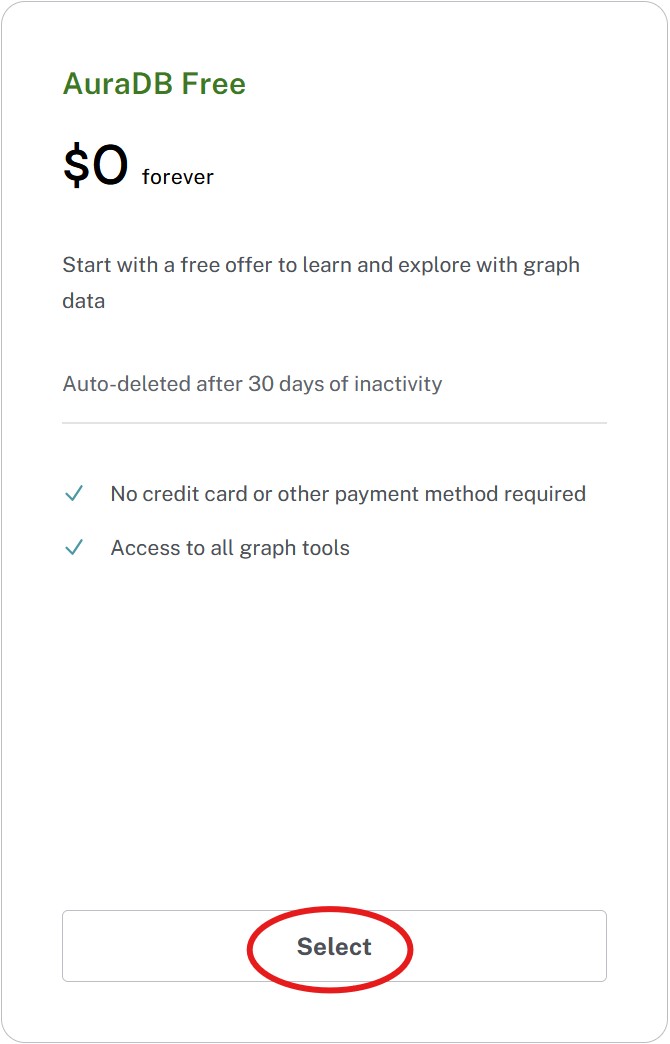 AuraDB Free
$0 forever
Start with a free offer to learn and explore with graph
data
Auto-deleted after 30 days of inactivity
No credit card or other payment method required
Access to all graph tools
Select